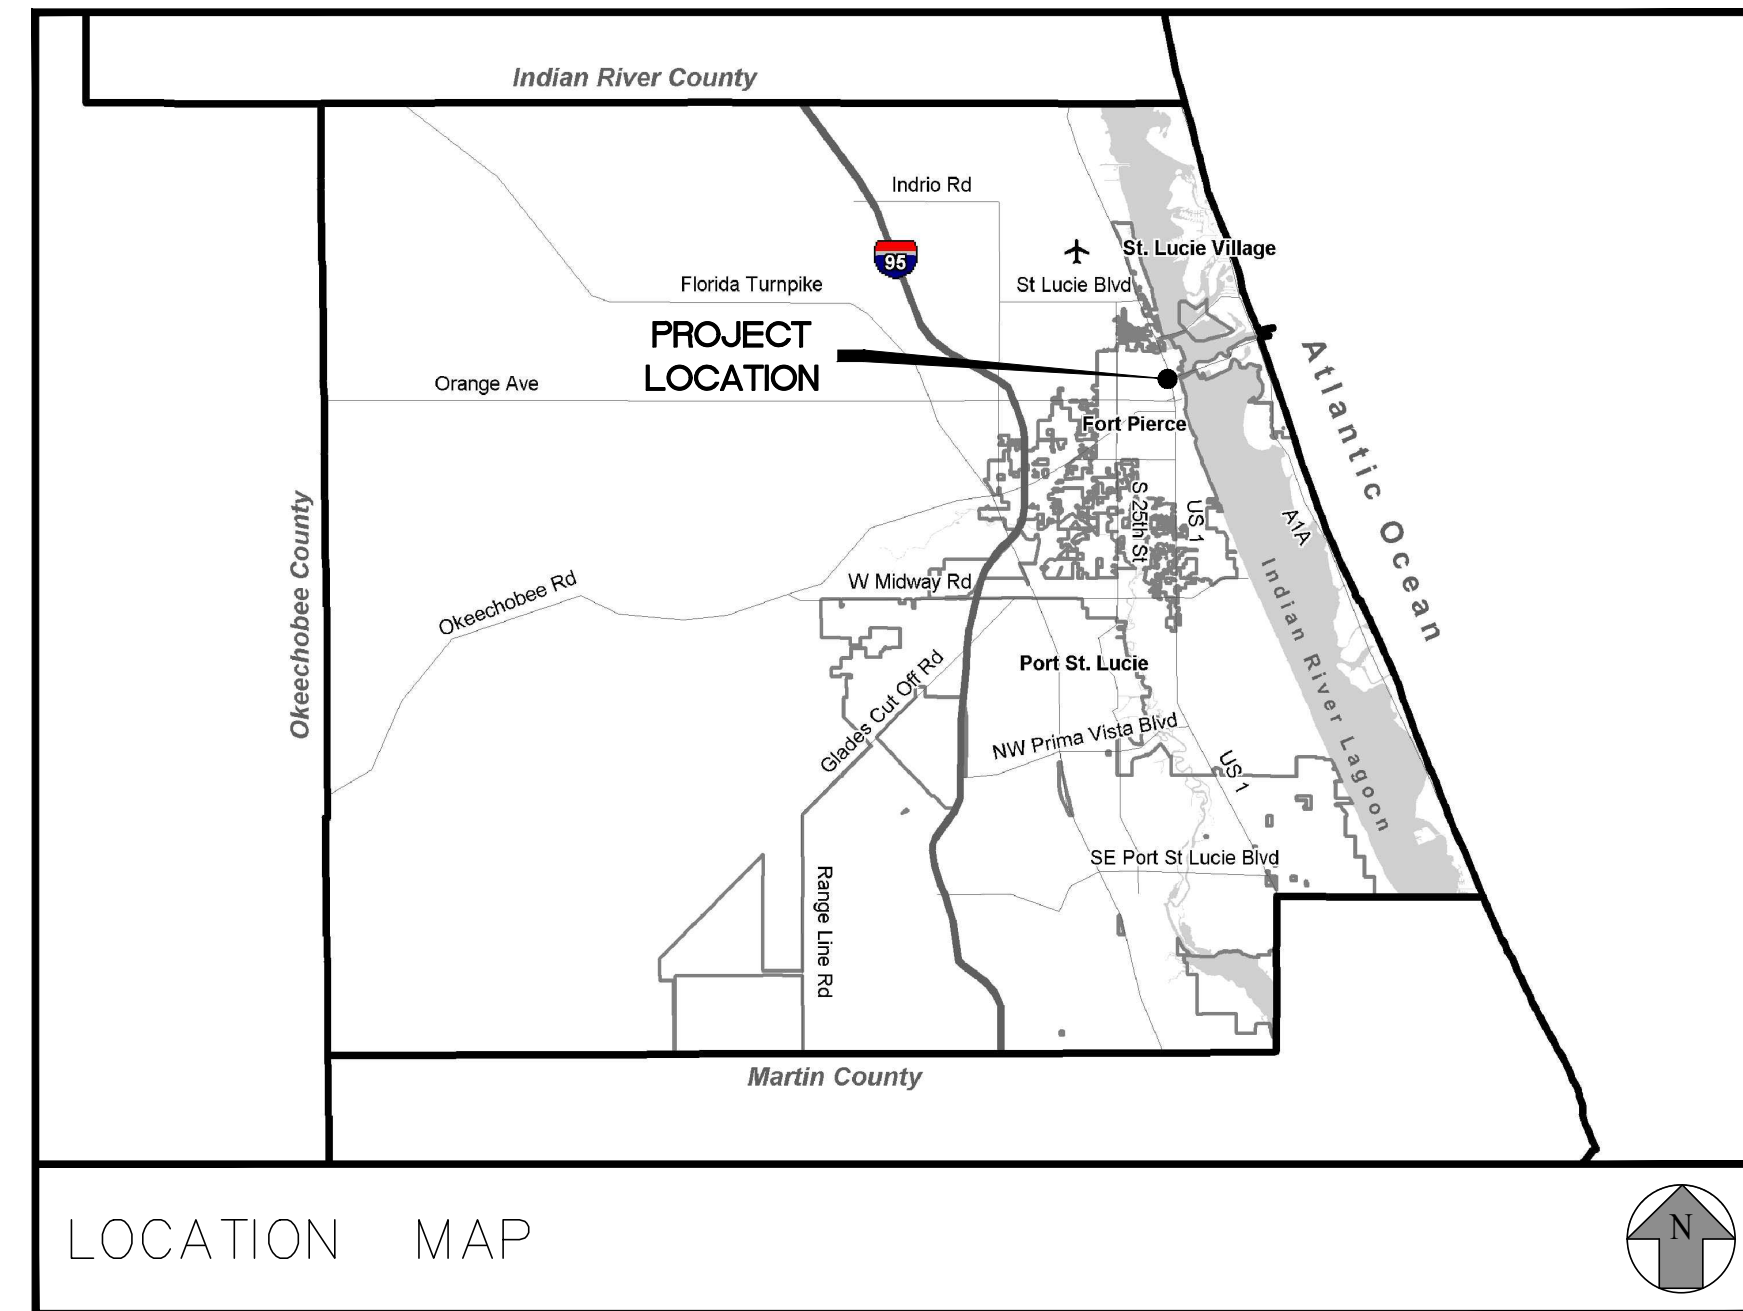 Indian River County
Indrio Rd
95
St. Lucie Village
Florida Turnpike
St Lucie Blvd
PROJECT
LOCATION
Orange Ave
Fort Pierce
Atlantic Ocean
S 25th St
US 1
A1A
Okeechobee County
Okeechobee Rd
W Midway Rd
Indian River Lagoon
Port St. Lucie
Glades Cut Off Rd
NW Prima Vista Blvd
US 1
SE Port St Lucie Blvd
Range Line Rd
Martin County
LOCATION MAP
N